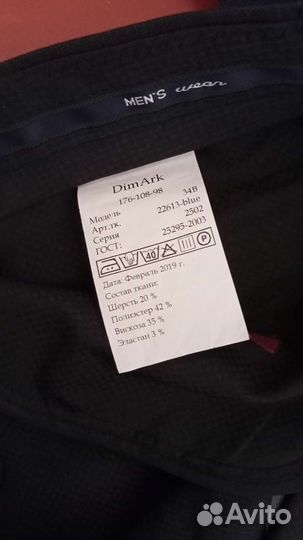 MEN'S wear
DimArk
176-108-98
Модель 34В
Арт.тк. 22613-blue
Серия 2502
ГОСТ: 25295-2003
40 P
Дата: Февраль 2019 г.
Состав ткани:
Шерсть 20 %
Полиэстер 42 %
Вискоза 35 %
Эластан 3 %
Avito